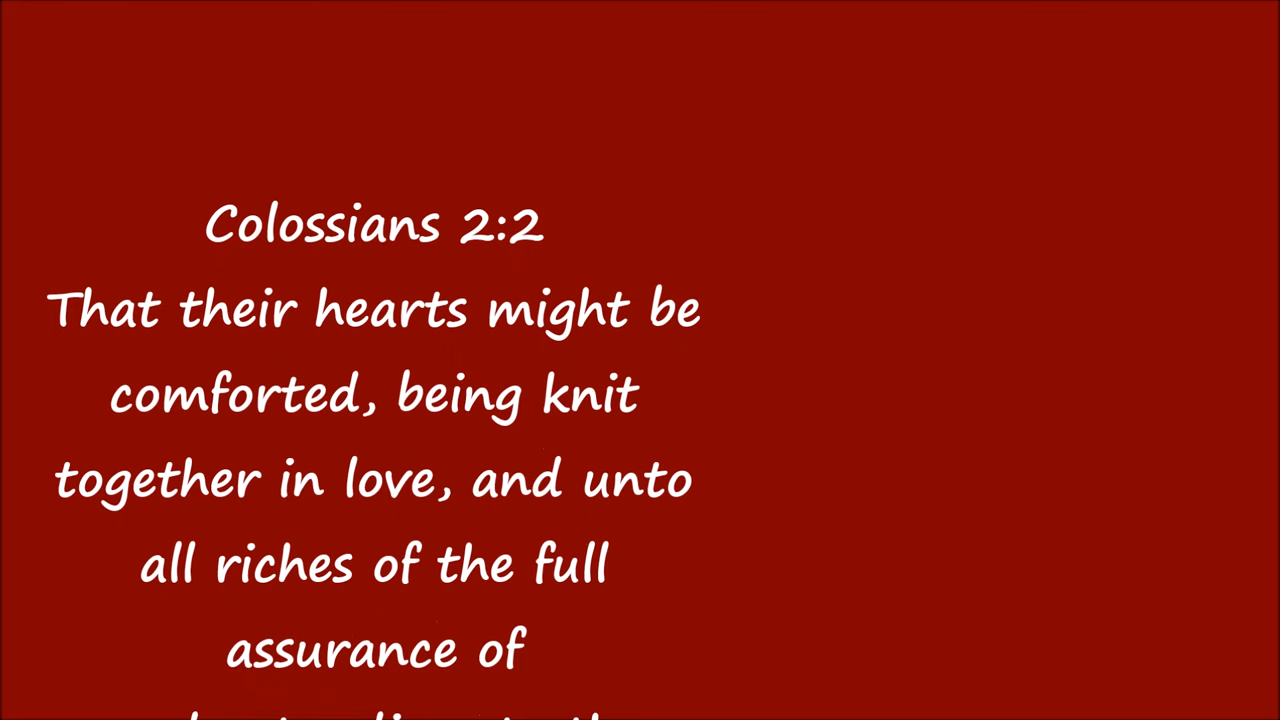 Colossians 2:2
That their hearts might be
comforted, being knit
together in love, and unto
all riches of the full
assurance of